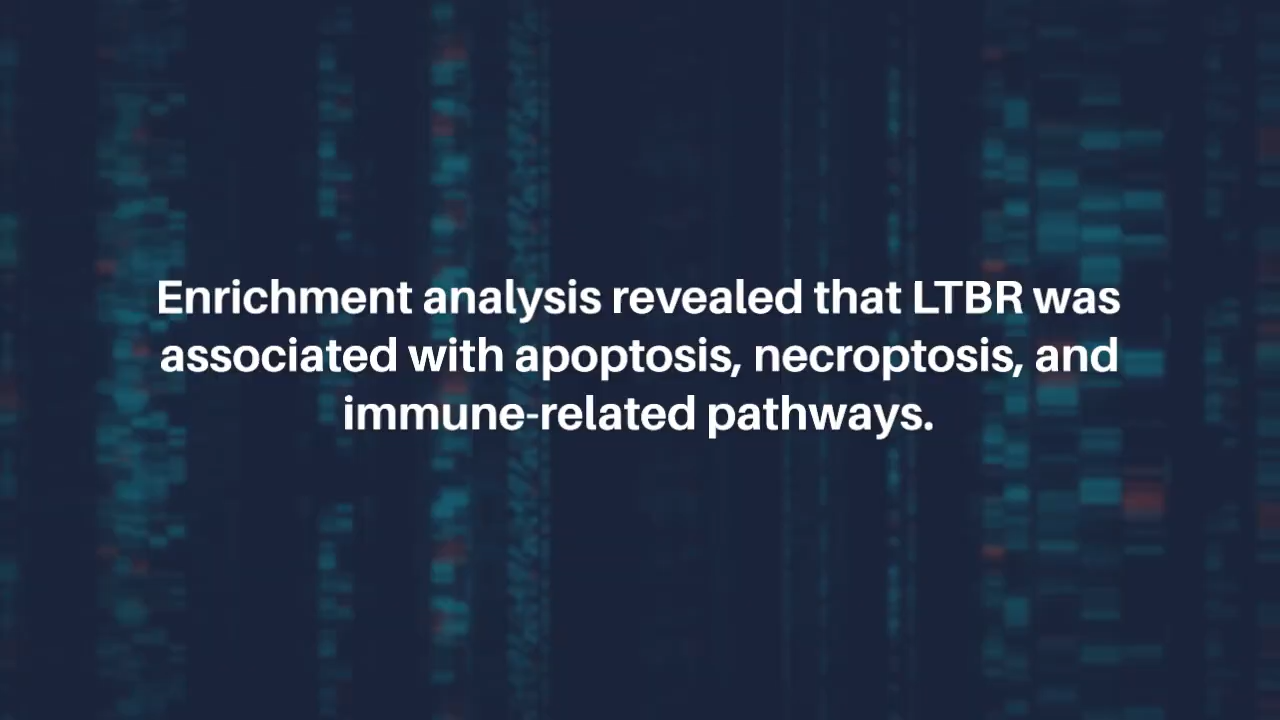 Enrichment analysis revealed that LTBR was
associated with apoptosis, necroptosis, and
immune-related pathways.